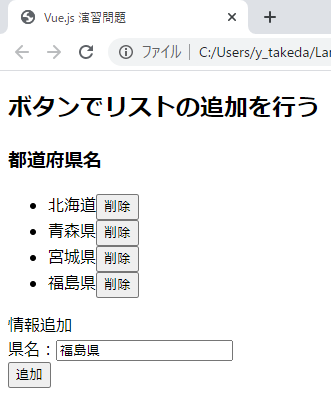 Vue.js 演習問題
ファイル | C:/Users/y_takeda/Lar
ボタンでリストの追加を行う
都道府県名
北海道 削除
青森県 削除
宮城県 削除
福島県 削除
情報追加
県名：福島県
追加